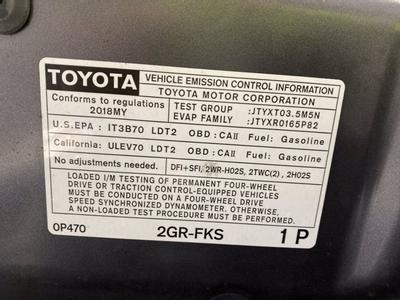 TOYOTA
VEHICLE EMISSION CONTROL INFORMATION
TOYOTA MOTOR CORPORATION
Conforms to regulations
2018MY
TEST GROUP :JTYXT03.5M5N
EVAP FAMILY :JTYXR0165P82
U.S.EPA : IT3B70 LDT2 OBD:CAII Fuel: Gasoline
California: ULEV70 LDT2 OBD:CAII Fuel: Gasoline
No adjustments needed. DFI+SFI, 2WR-HO2S, 2TWC(2), 2HO2S
LOADED I/M TESTING OF PERMANENT FOUR-WHEEL
DRIVE OR TRACTION CONTROL-EQUIPPED VEHICLES
MUST BE CONDUCTED ON A FOUR-WHEEL DRIVE
SPEED SYNCHRONIZED DYNAMOMETER. OTHERWISE,
A NON-LOADED TEST PROCEDURE MUST BE PERFORMED.
0P470 2GR-FKS 1 P